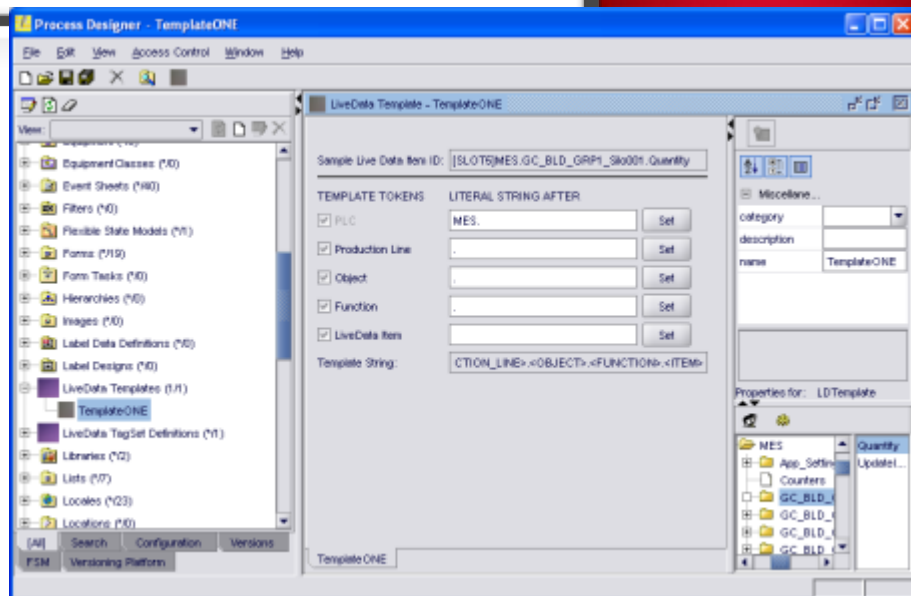 Process Designer - TemplateONE
File Edit View Access Control Window Help
View:
Equipment Classes (*/0)
Event Sheets (*/40)
Filters (*/0)
Flexible State Models (*/1)
Forms (*/19)
Form Tasks (*/0)
Hierarchies (*/0)
Images (*/0)
Label Data Definitions (*/0)
Label Designs (*/0)
LiveData Templates (1/1)
TemplateONE
LiveData TagSet Definitions (*/1)
Libraries (*/2)
Lists (*/7)
Locales (*/23)
Locations (*/0)
[All] Search Configuration Versions
FSM Versioning Platform
LiveData Template - TemplateONE
Sample Live Data Item ID: [SLOT5]MES.GC_BLD_GRP1_Silo001.Quantity
TEMPLATE TOKENS LITERAL STRING AFTER
PLC MES. Set
Production Line . Set
Object . Set
Function . Set
LiveData Item Set
Template String: CTION_LINE>.<OBJECT>.<FUNCTION>.<ITEM>
TemplateONE
Miscellane...
category
description
name TemplateONE
Properties for: LDTemplate
MES
App_Settin
Counters
GC_BLD_
GC_BLD_
GC_BLD_
GC_BLD_
Quantity
UpdateI...